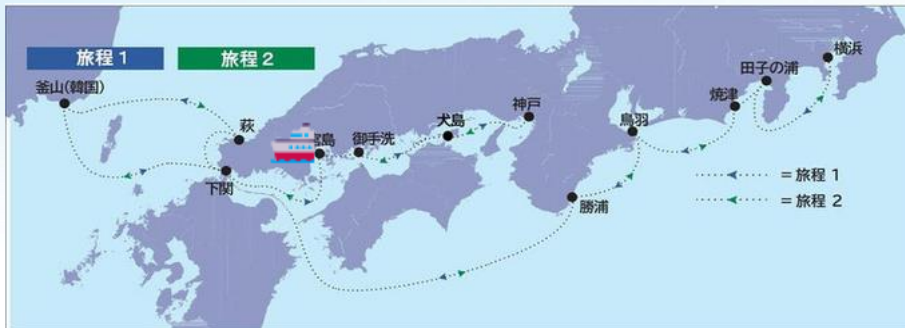 旅程1
旅程2
釜山(韓国)
萩
下関
島
御手洗
犬島
神戸
勝浦
鳥羽
焼津
田子の浦
横浜
= 旅程 1
= 旅程 2